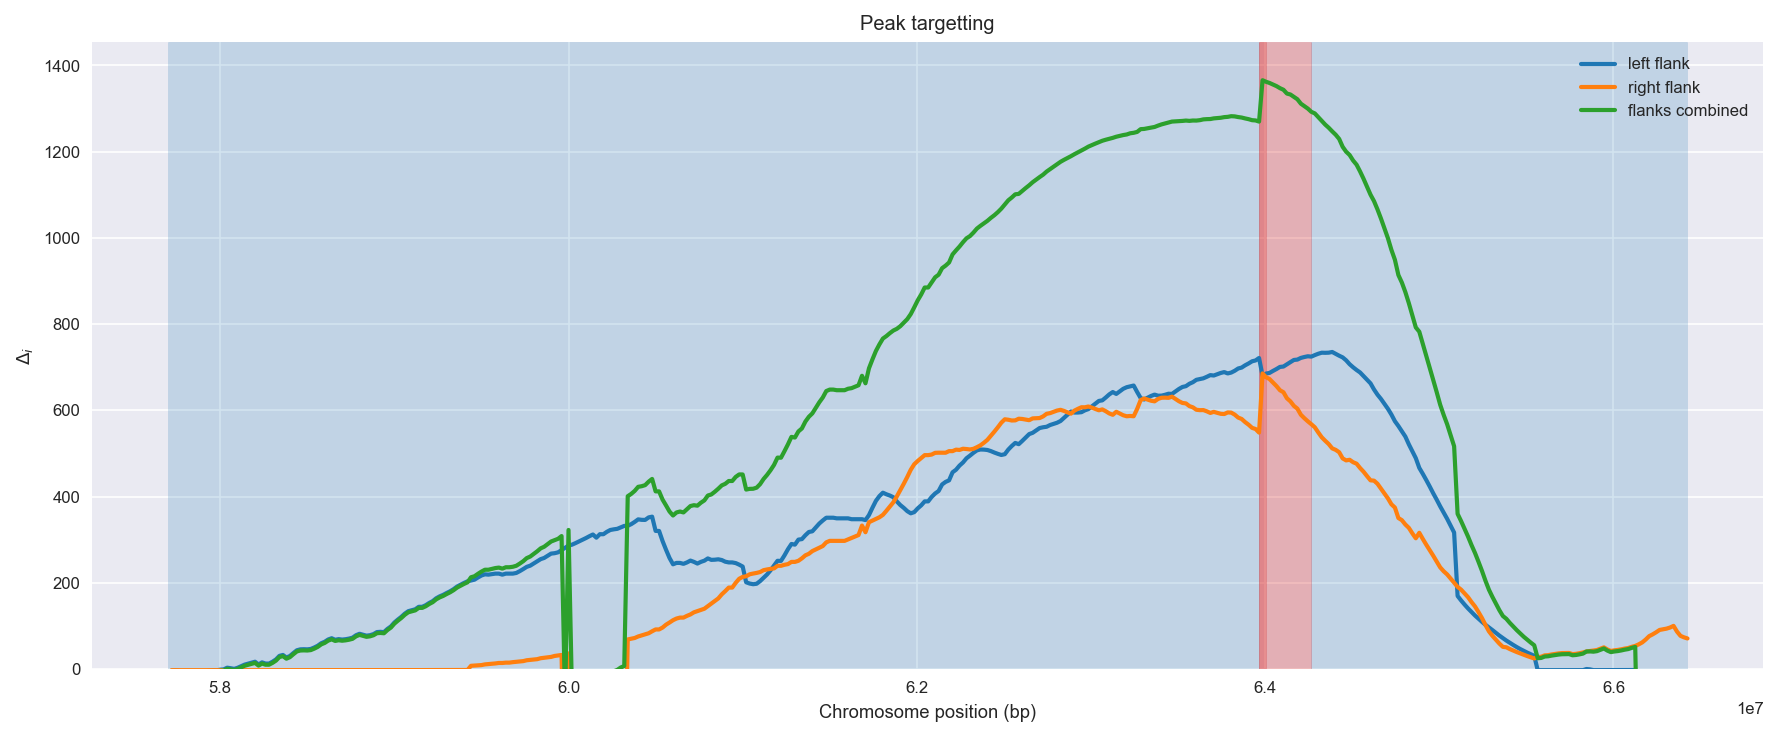 Peak targetting
1400
1200
1000
800
600
400
200
0
Δi
left flank
right flank
flanks combined
5.8
6.0
6.2
6.4
6.6
1e7
Chromosome position (bp)